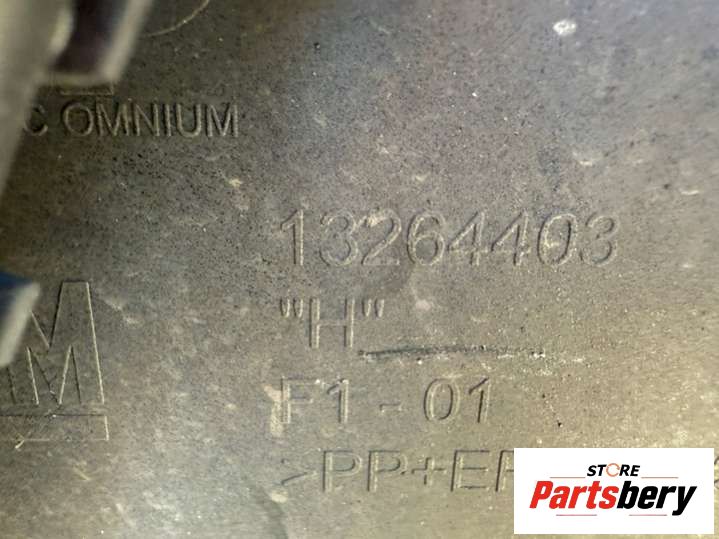 C OMNIUM
13264403
"H"
F1 - 01
>PP+E
STORE
Partsbery